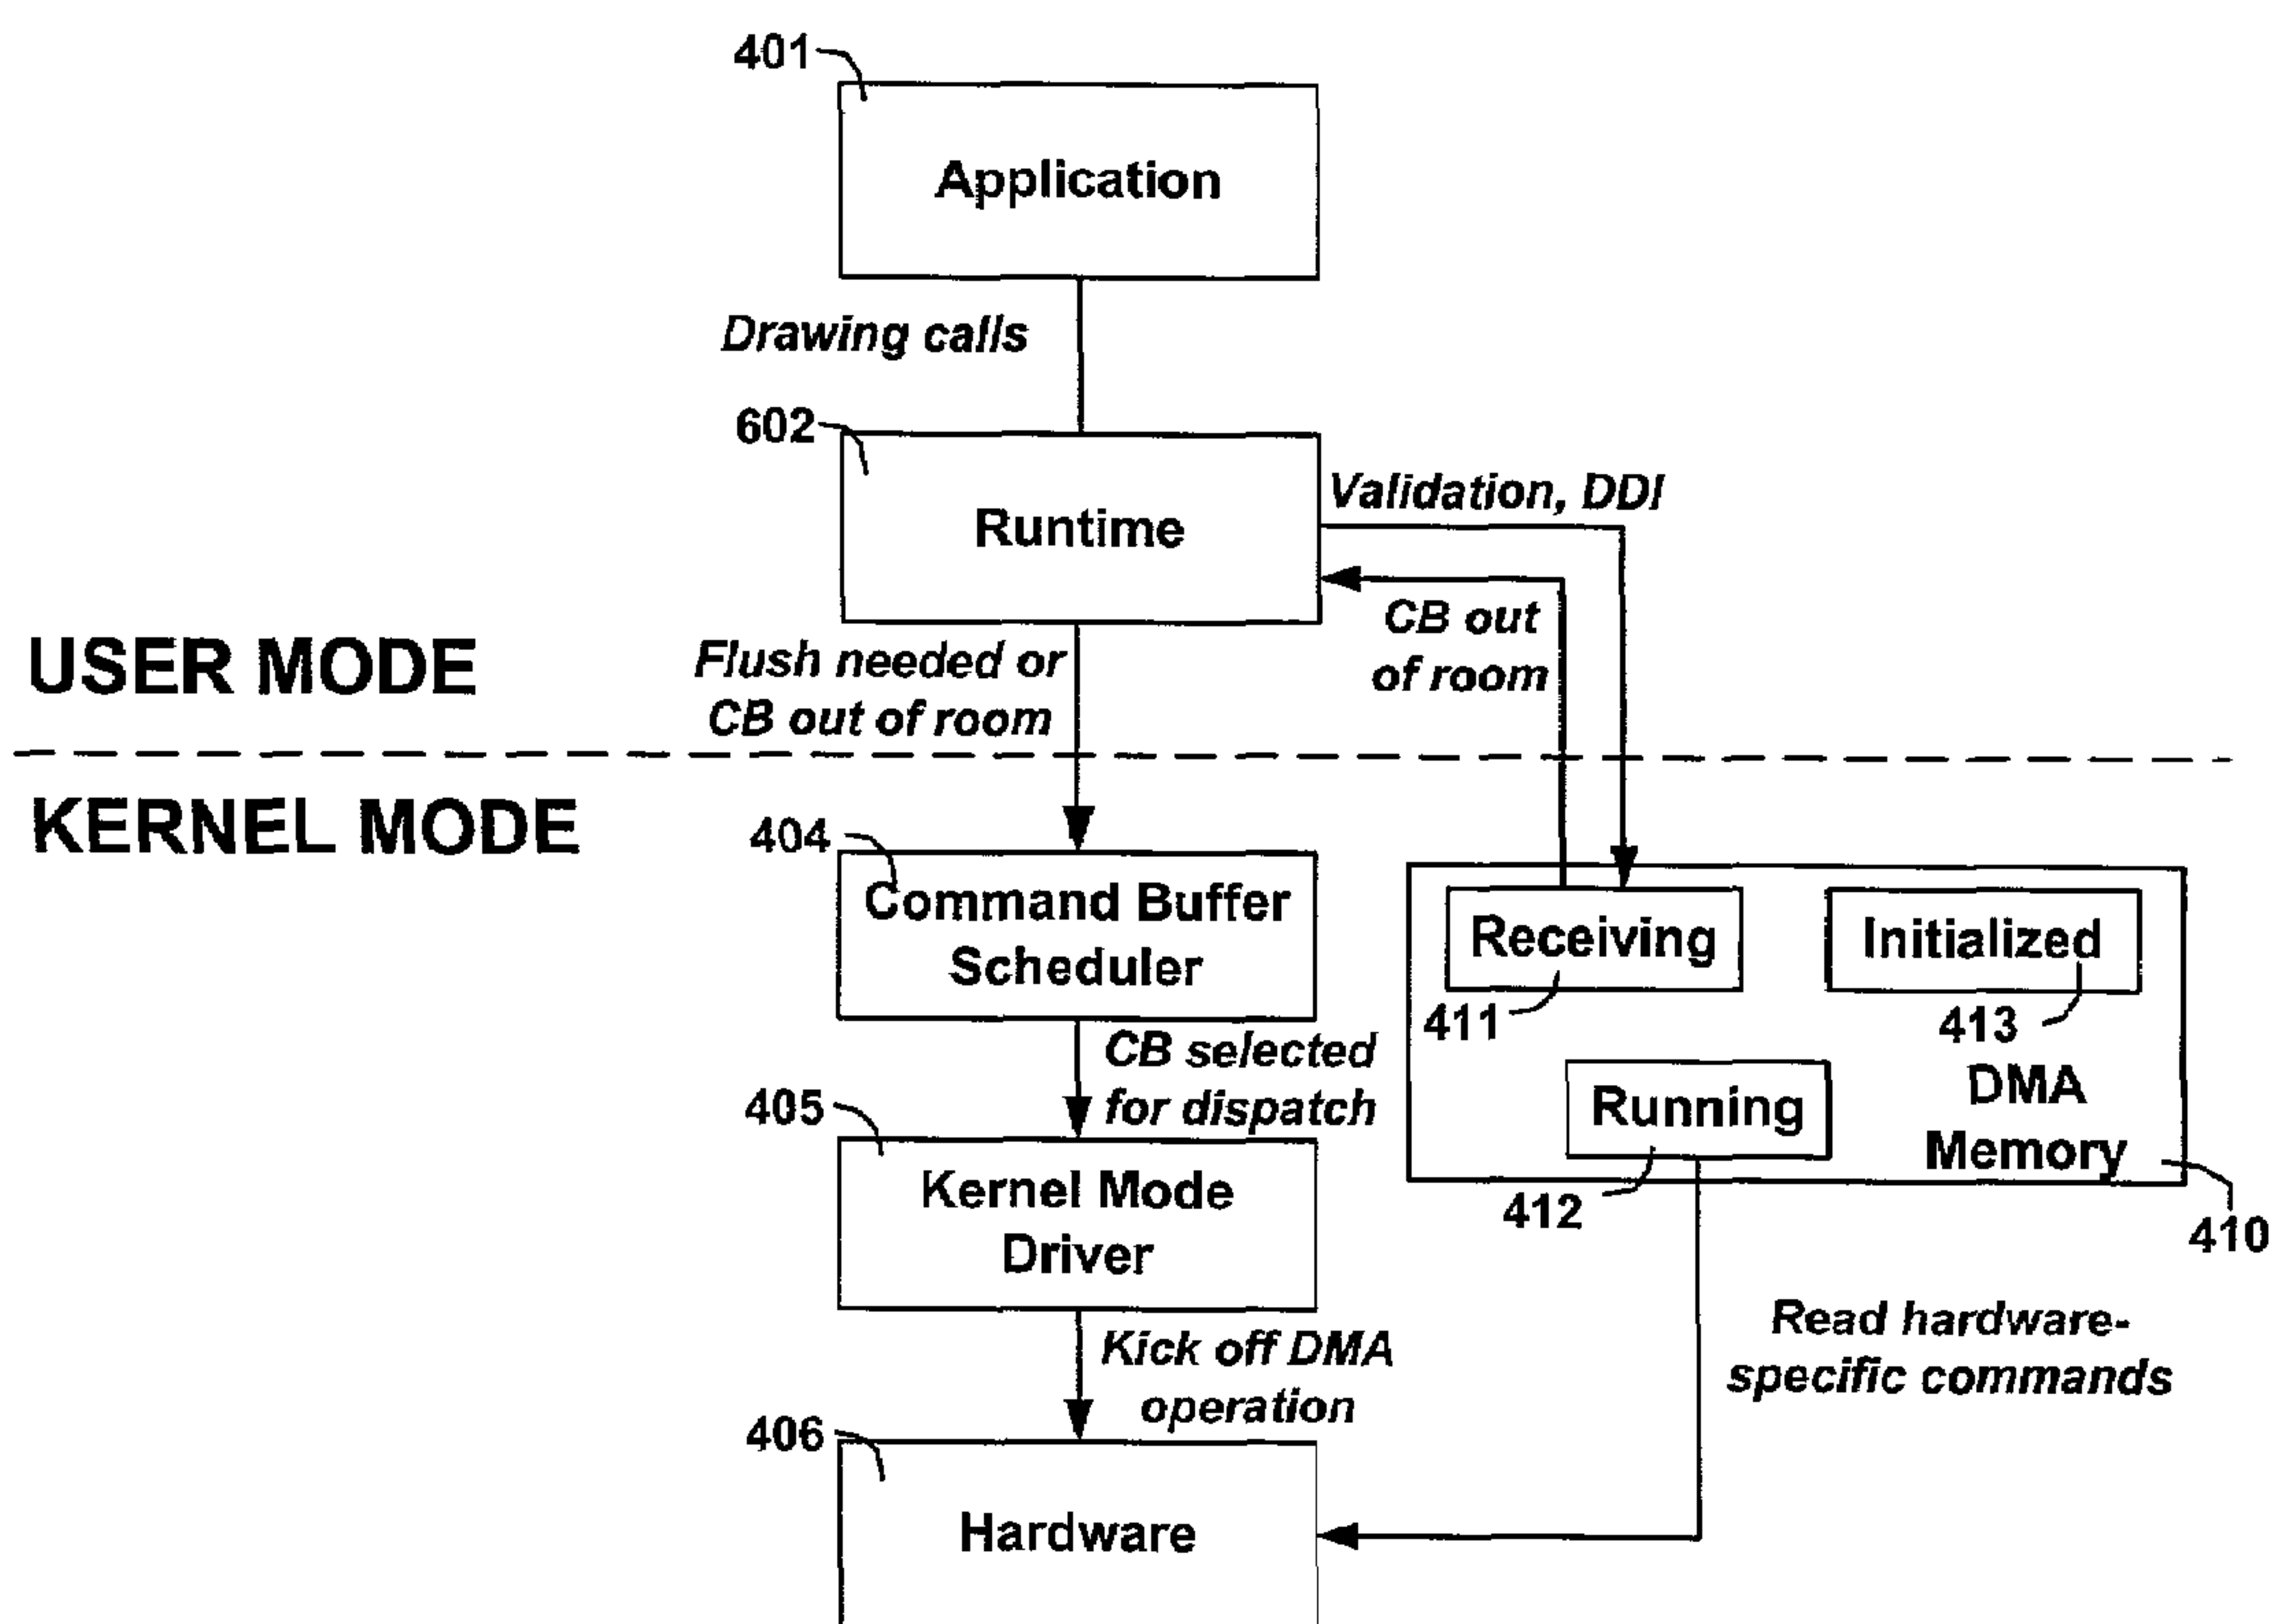 401
Application
Drawing calls
602
Runtime
Validation, DDI
CB out
of room
USER MODE
Flush needed or
CB out of room
KERNEL MODE
404
Command Buffer
Scheduler
Receiving
Initialized
411
413
CB selected
for dispatch
Running
DMA
Memory
405
Kernel Mode
Driver
412
410
Kick off DMA
operation
Read hardware-
specific commands
406
Hardware